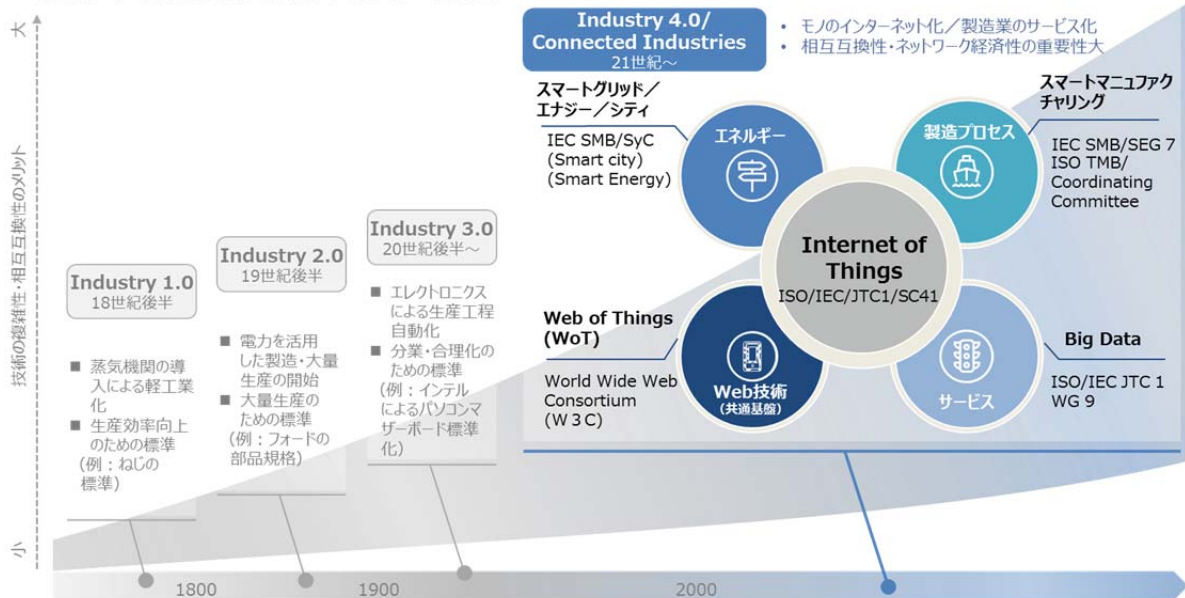 大
技術の複雑性・相互互換性のメリット
小
Industry 1.0
18世紀後半
■ 蒸気機関の導
入による軽工業
化
■ 生産効率向上
のための標準
(例：ねじの
標準)
Industry 2.0
19世紀後半
■ 電力を活用
した製造・大量
生産の開始
■ 大量生産の
ための標準
(例：フォードの
部品規格)
Industry 3.0
20世紀後半～
■ エレクトロニクス
による生産工程
自動化
■ 分業・合理化の
ための標準
(例：インテル
によるパソコンマ
ザーボード標準
化)
Industry 4.0/
Connected Industries
21世紀～
• モノのインターネット化／製造業のサービス化
• 相互互換性・ネットワーク経済性の重要性大
スマートグリッド／
エナジー／シティ
IEC SMB/SyC
(Smart city)
(Smart Energy)
エネルギー
製造プロセス
スマートマニュファク
チャリング
IEC SMB/SEG 7
ISO TMB/
Coordinating
Committee
Internet of
Things
ISO/IEC/JTC1/SC41
Web of Things
(WoT)
World Wide Web
Consortium
(W３C)
Web技術
(共通基盤)
サービス
Big Data
ISO/IEC JTC 1
WG 9
1800
1900
2000